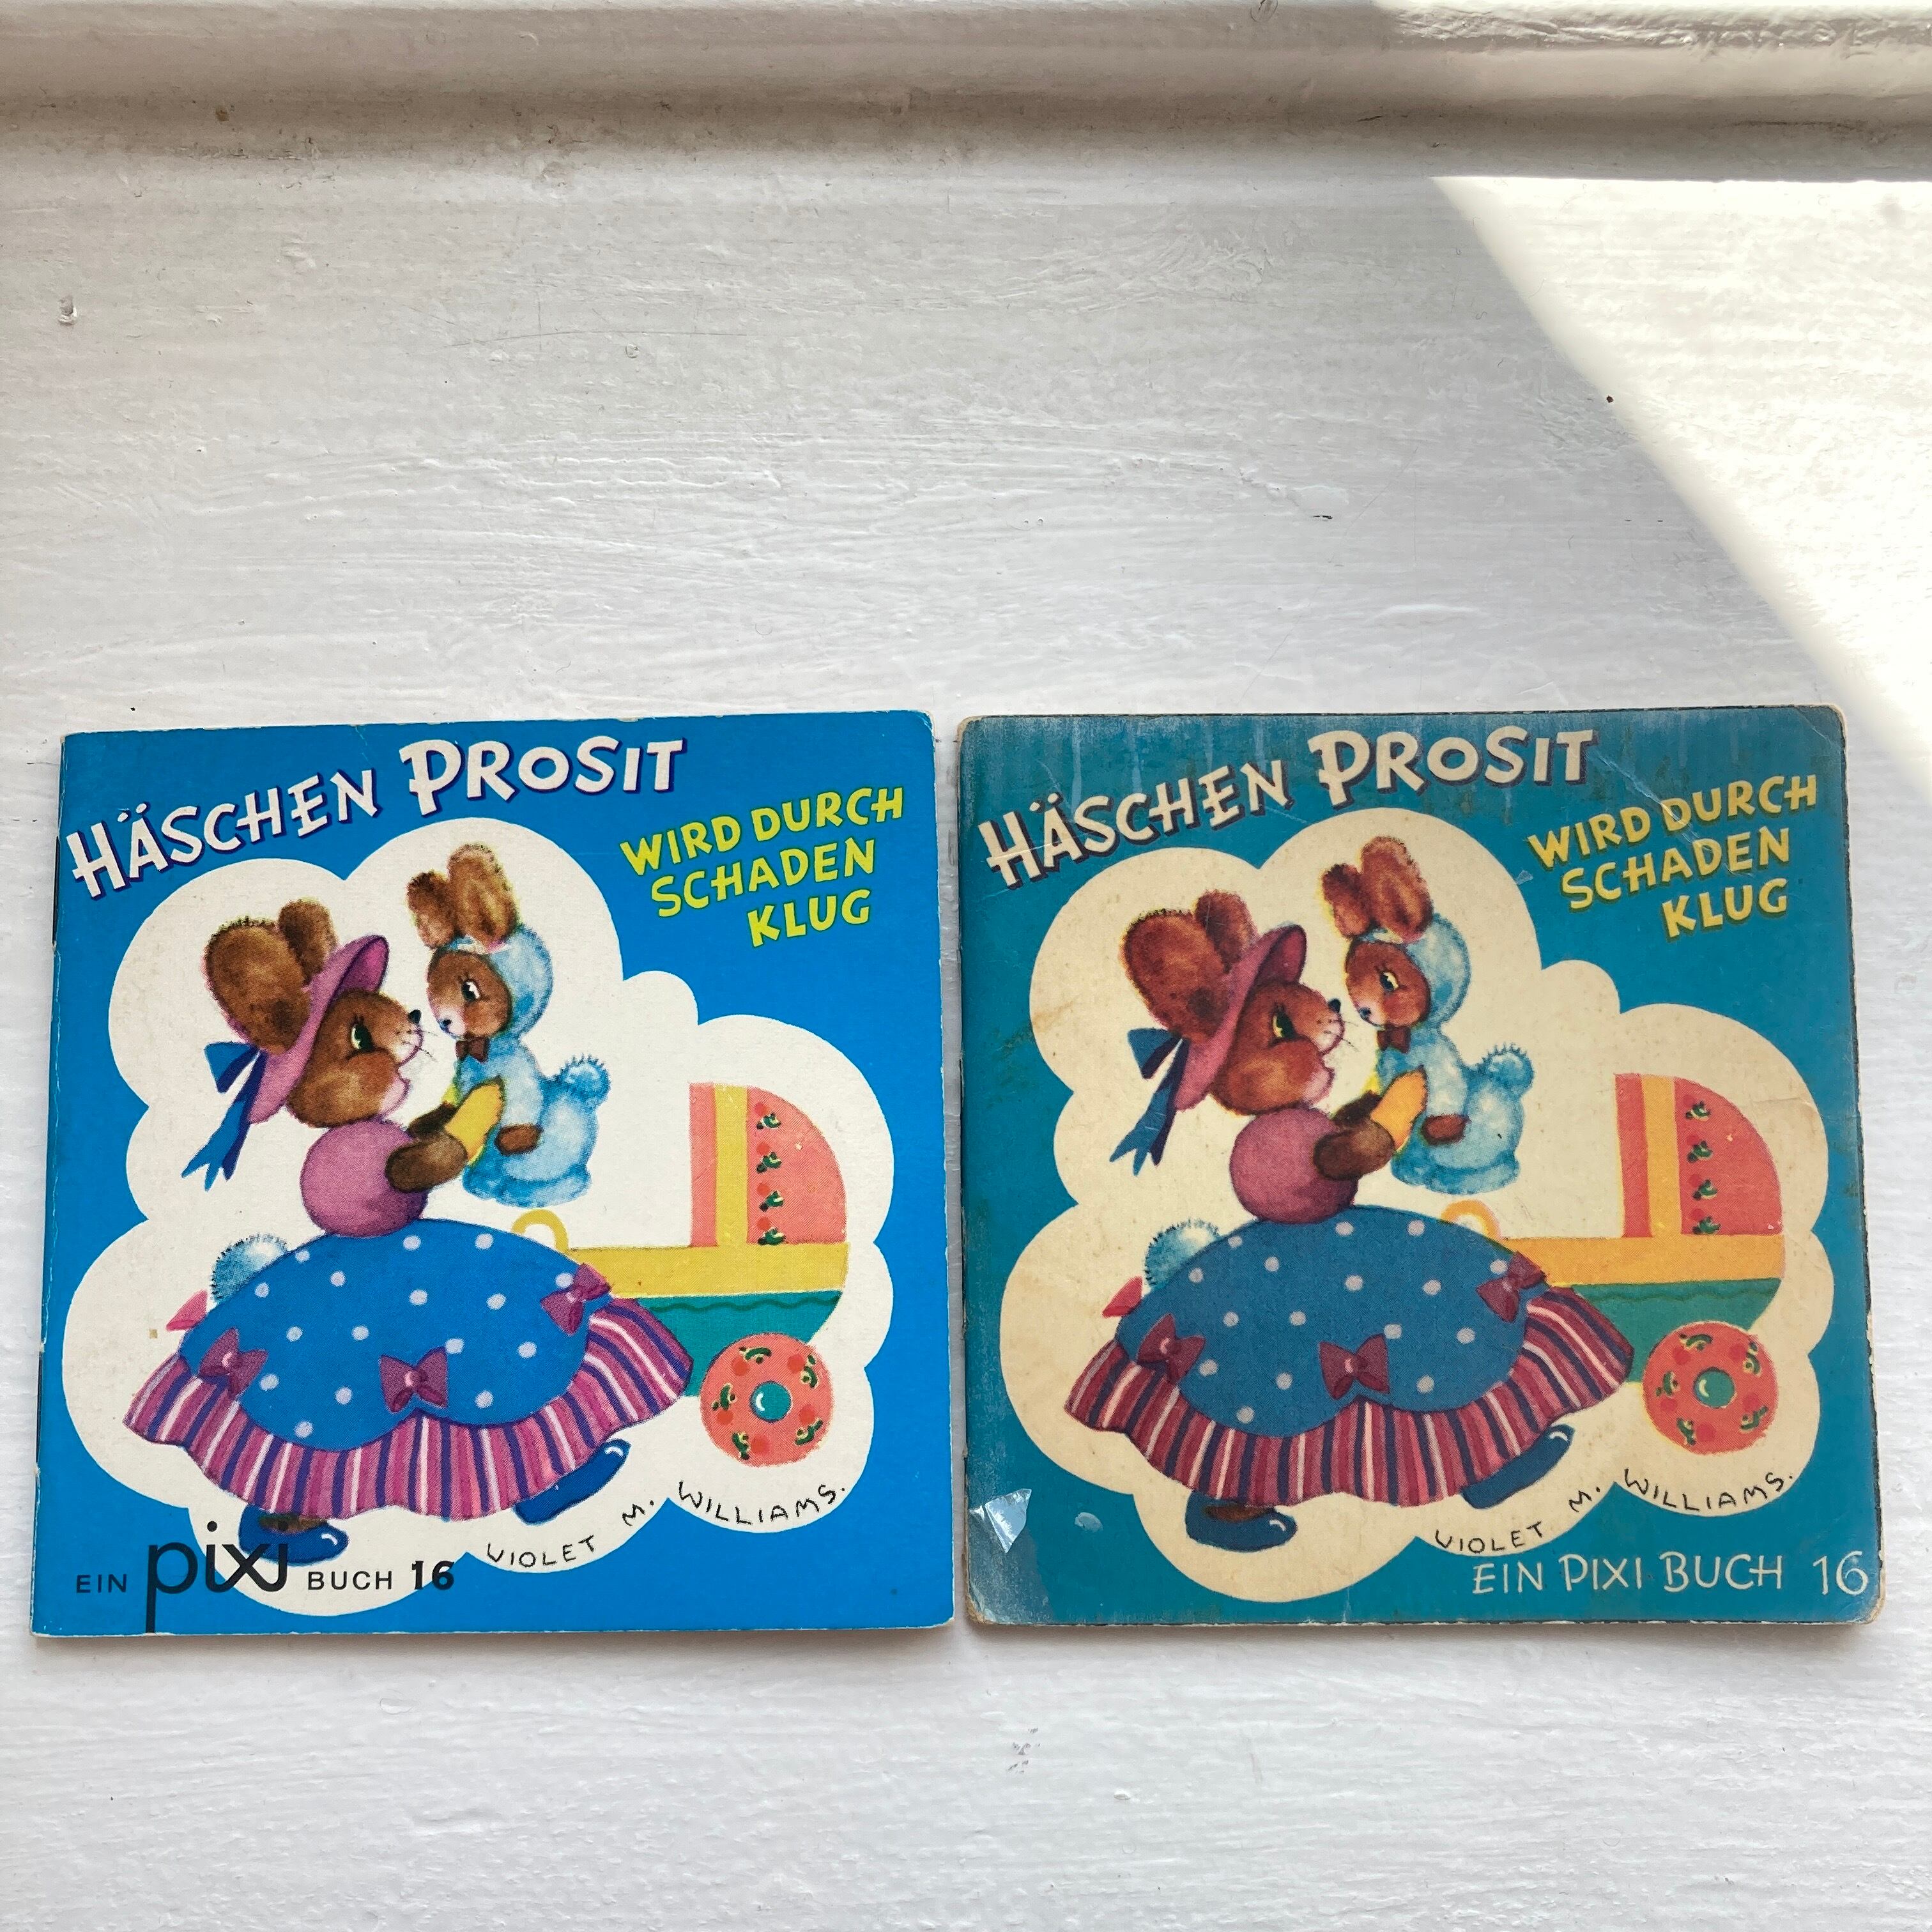 HÄSCHEN PROSIT
WIRD DURCH
SCHADEN
KLUG
VIOLET M. WILLIAMS.
EIN pixi BUCH 16
HÄSCHEN PROSIT
WIRD DURCH
SCHADEN
KLUG
VIOLET M. WILLIAMS.
EIN PIXI BUCH 16